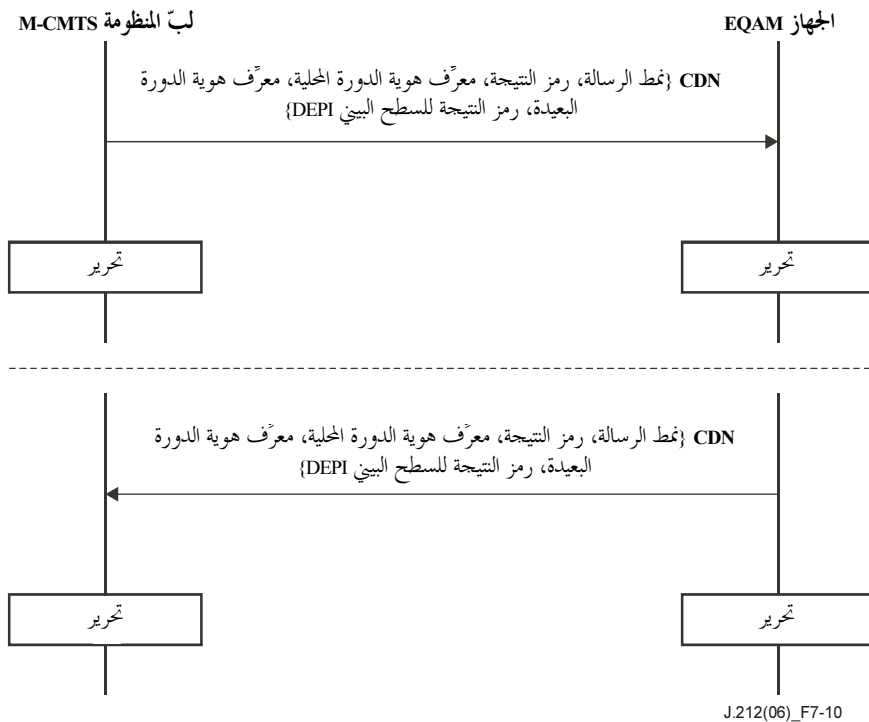 الجهاز EQAM
لبّ المنظومة M-CMTS
CDN {نمط الرسالة، رمز النتيجة، معرِّف هوية الدورة المحلية، معرِّف هوية الدورة
البعيدة، رمز النتيجة للسطح البيني DEPI}
تحرير
تحرير
CDN {نمط الرسالة، رمز النتيجة، معرِّف هوية الدورة المحلية، معرِّف هوية الدورة
البعيدة، رمز النتيجة للسطح البيني DEPI}
تحرير
تحرير
J.212(06)_F7-10